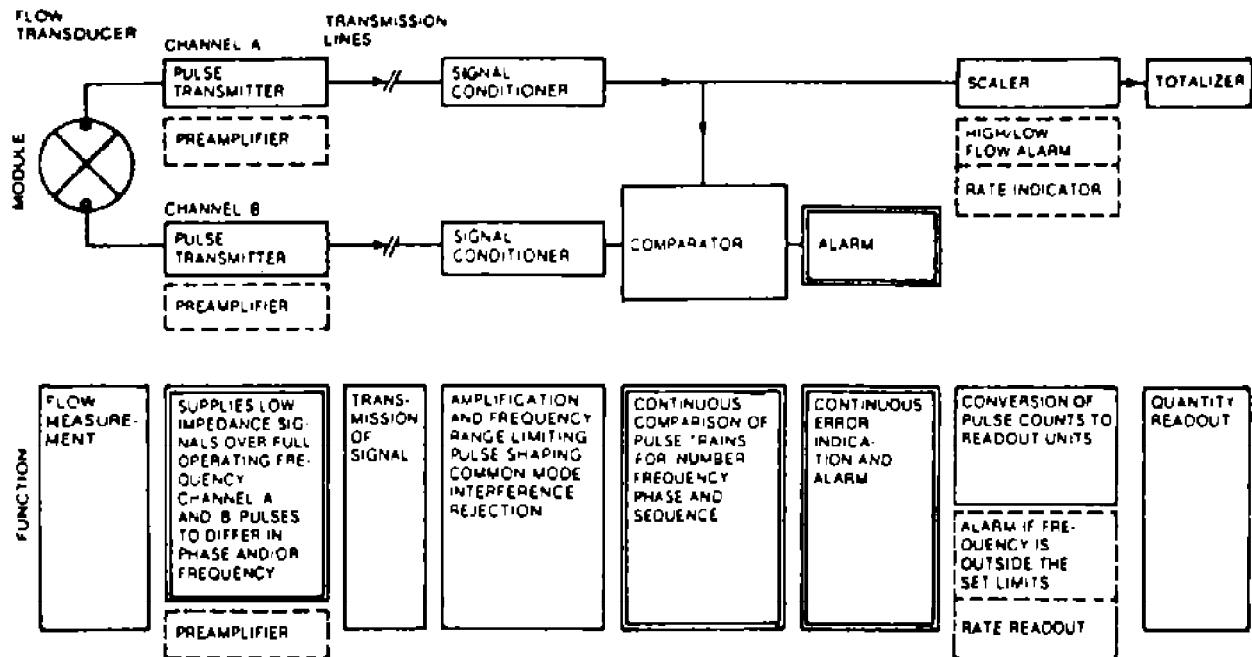 FLOW
TRANSDUCER
TRANSMISSION
LINES
CHANNEL A
PULSE
TRANSMITTER
SIGNAL
CONDITIONER
SCALER
TOTALIZER
PREAMPLIFIER
HIGH/LOW
FLOW ALARM
RATE INDICATOR
MODULE
CHANNEL B
PULSE
TRANSMITTER
SIGNAL
CONDITIONER
COMPARATOR
ALARM
PREAMPLIFIER
FUNCTION
FLOW
MEASURE-
MENT
SUPPLIES LOW
IMPEDANCE SIG-
NALS OVER FULL
OPERATING FRE-
QUENCY
CHANNEL A
AND B PULSES
TO DIFFER IN
PHASE AND/OR
FREQUENCY
PREAMPLIFIER
TRANS-
MISSION
OF
SIGNAL
AMPLIFICATION
AND FREQUENCY
RANGE LIMITING
PULSE SHAPING
COMMON MODE
INTERFERENCE
REJECTION
CONTINUOUS
COMPARISON OF
PULSE TRAINS
FOR NUMBER
FREQUENCY
PHASE AND
SEQUENCE
CONTINUOUS
ERROR
INDICA-
TION AND
ALARM
CONVERSION OF
PULSE COUNTS TO
READOUT UNITS
ALARM IF FRE-
QUENCY IS
OUTSIDE THE
SET LIMITS
RATE READOUT
QUANTITY
READOUT